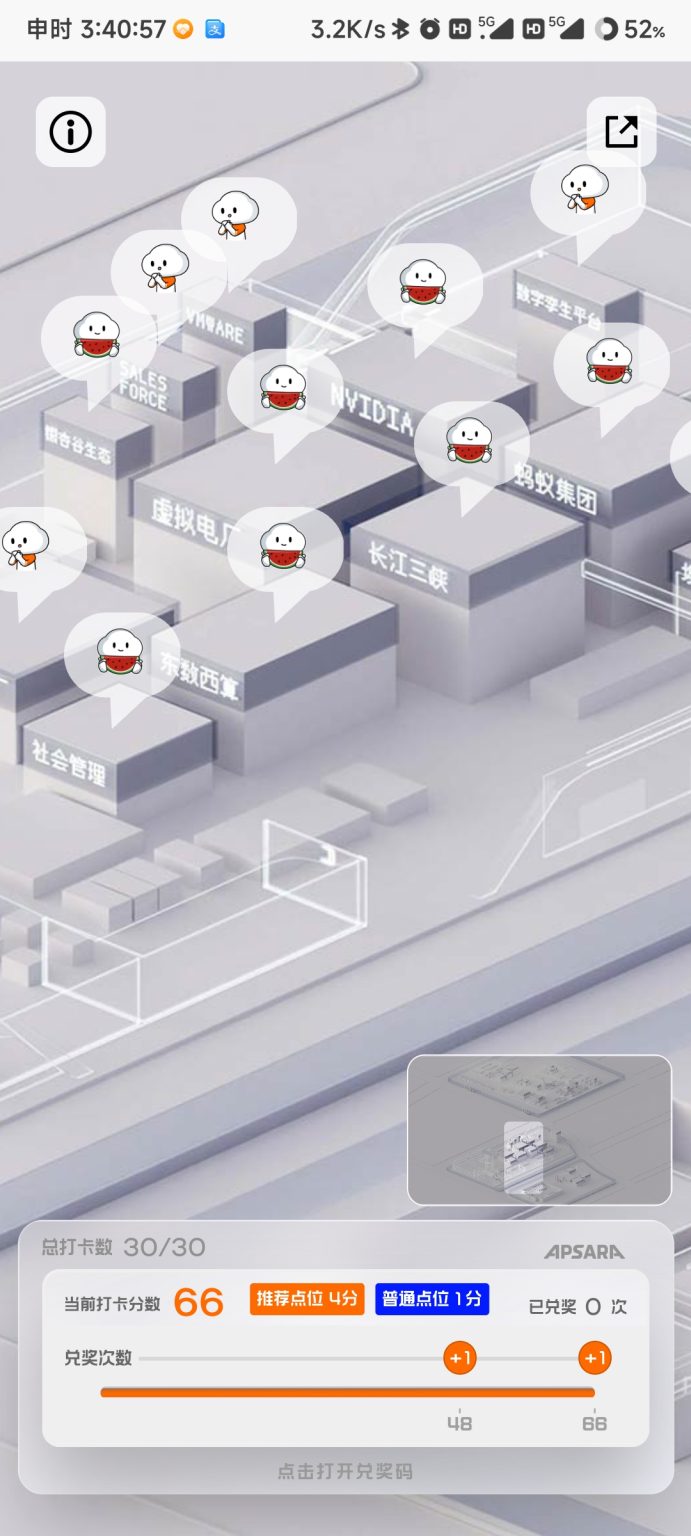 申时 3:40:57 3.2K/s HD 5G HD 5G 52%
VMWARE
数字孪生平台
SALES
FORCE
NVIDIA
蚂蚁集团
虚拟电厂
长江三峡
东数西算
社会管理
总打卡数 30/30
APSARA
当前打卡分数 66 推荐点位 4分 普通点位 1分 已兑奖 0 次
兑奖次数 +1 +1
48 66
点击打开兑奖码